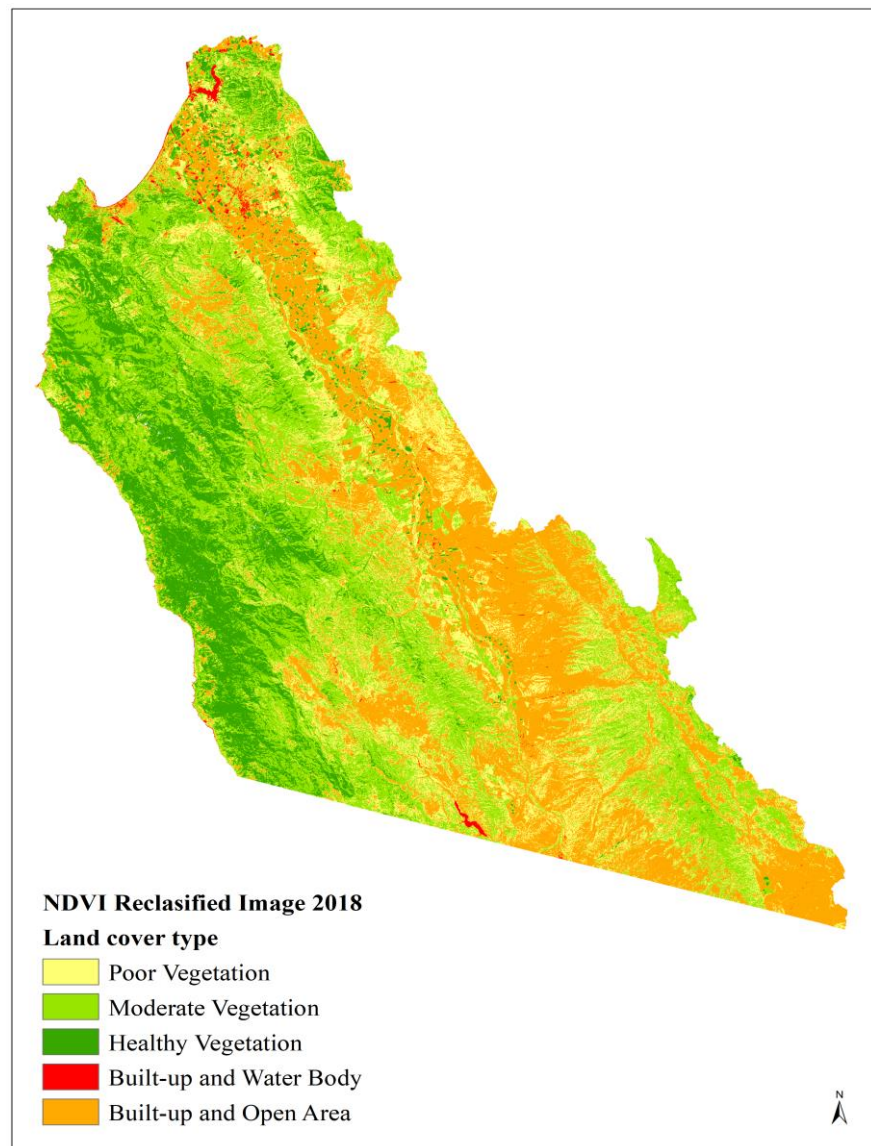 NDVI Reclasified Image 2018
Land cover type
Poor Vegetation
Moderate Vegetation
Healthy Vegetation
Built-up and Water Body
Built-up and Open Area
N